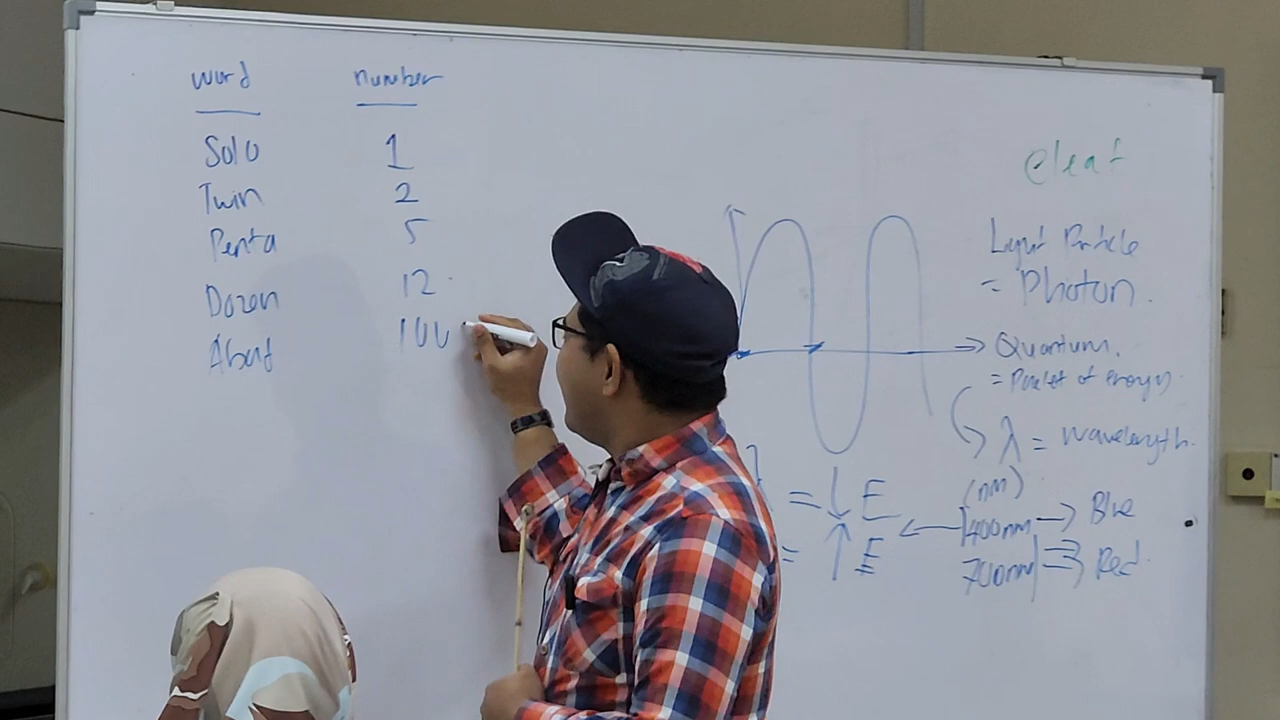 word number
Solo 1
Twin 2
Penta 5
Dozen 12
Abad 100
eleaf
Light Particle
= Photon.
Quantum.
= Packet of energy
λ = wavelength.
(nm)
400nm → Blue
700nm → Red.
= ↓ E
= ↑ E